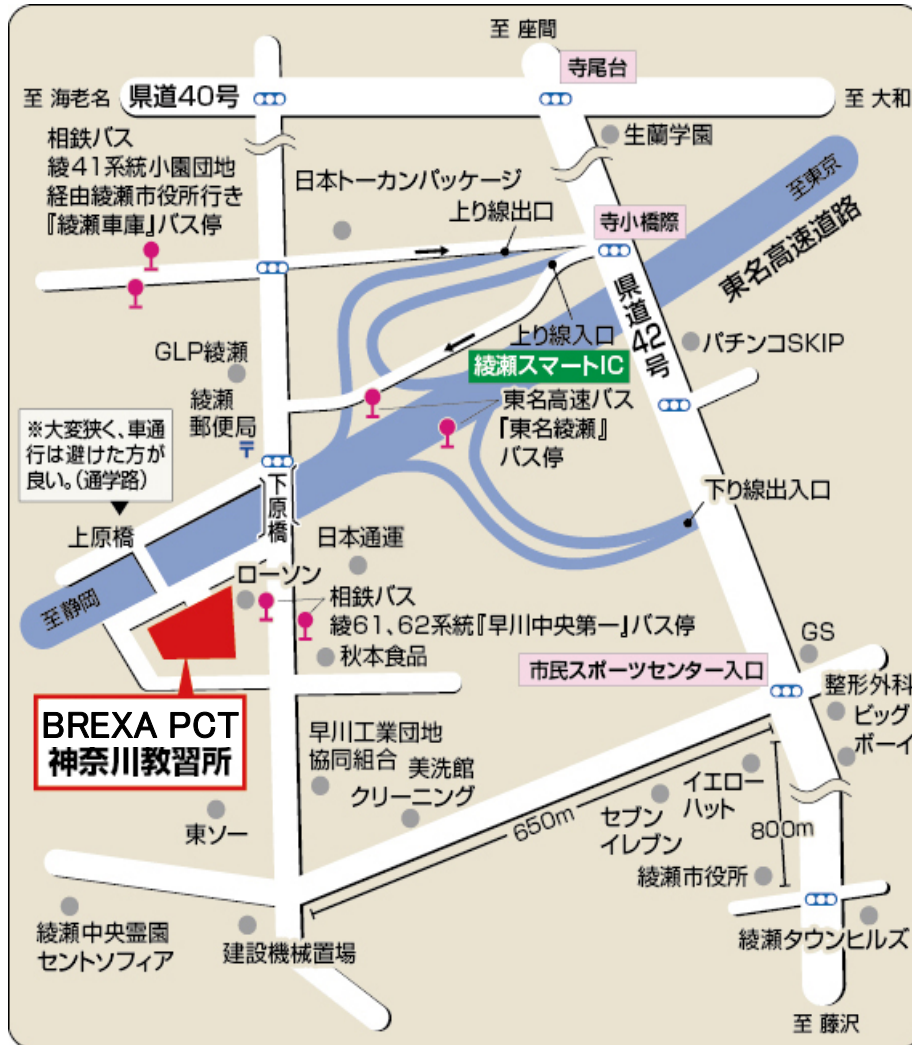 至 座間
寺尾台
至 海老名
県道40号
至 大和
相鉄バス
綾41系統小園団地
経由綾瀬市役所行き
『綾瀬車庫』バス停
生蘭学園
至東京
東名高速道路
日本トーカンパッケージ
上り線出口
寺小橋際
県道42号
上り線入口
綾瀬スマートIC
パチンコSKIP
GLP綾瀬
綾瀬
郵便局
〒
東名高速バス
『東名綾瀬』
バス停
※大変狭く、車通
行は避けた方が
良い。(通学路)
上原橋
下原橋
下り線出入口
日本通運
ローソン
至静岡
相鉄バス
綾61、62系統『早川中央第一』バス停
秋本食品
GS
市民スポーツセンター入口
整形外科
ビッグ
ボーイ
BREXA PCT
神奈川教習所
早川工業団地
協同組合
美洗館
クリーニング
イエロー
ハット
セブン
イレブン
650m
800m
東ソー
綾瀬市役所
綾瀬中央霊園
セントソフィア
建設機械置場
綾瀬タウンヒルズ
至 藤沢